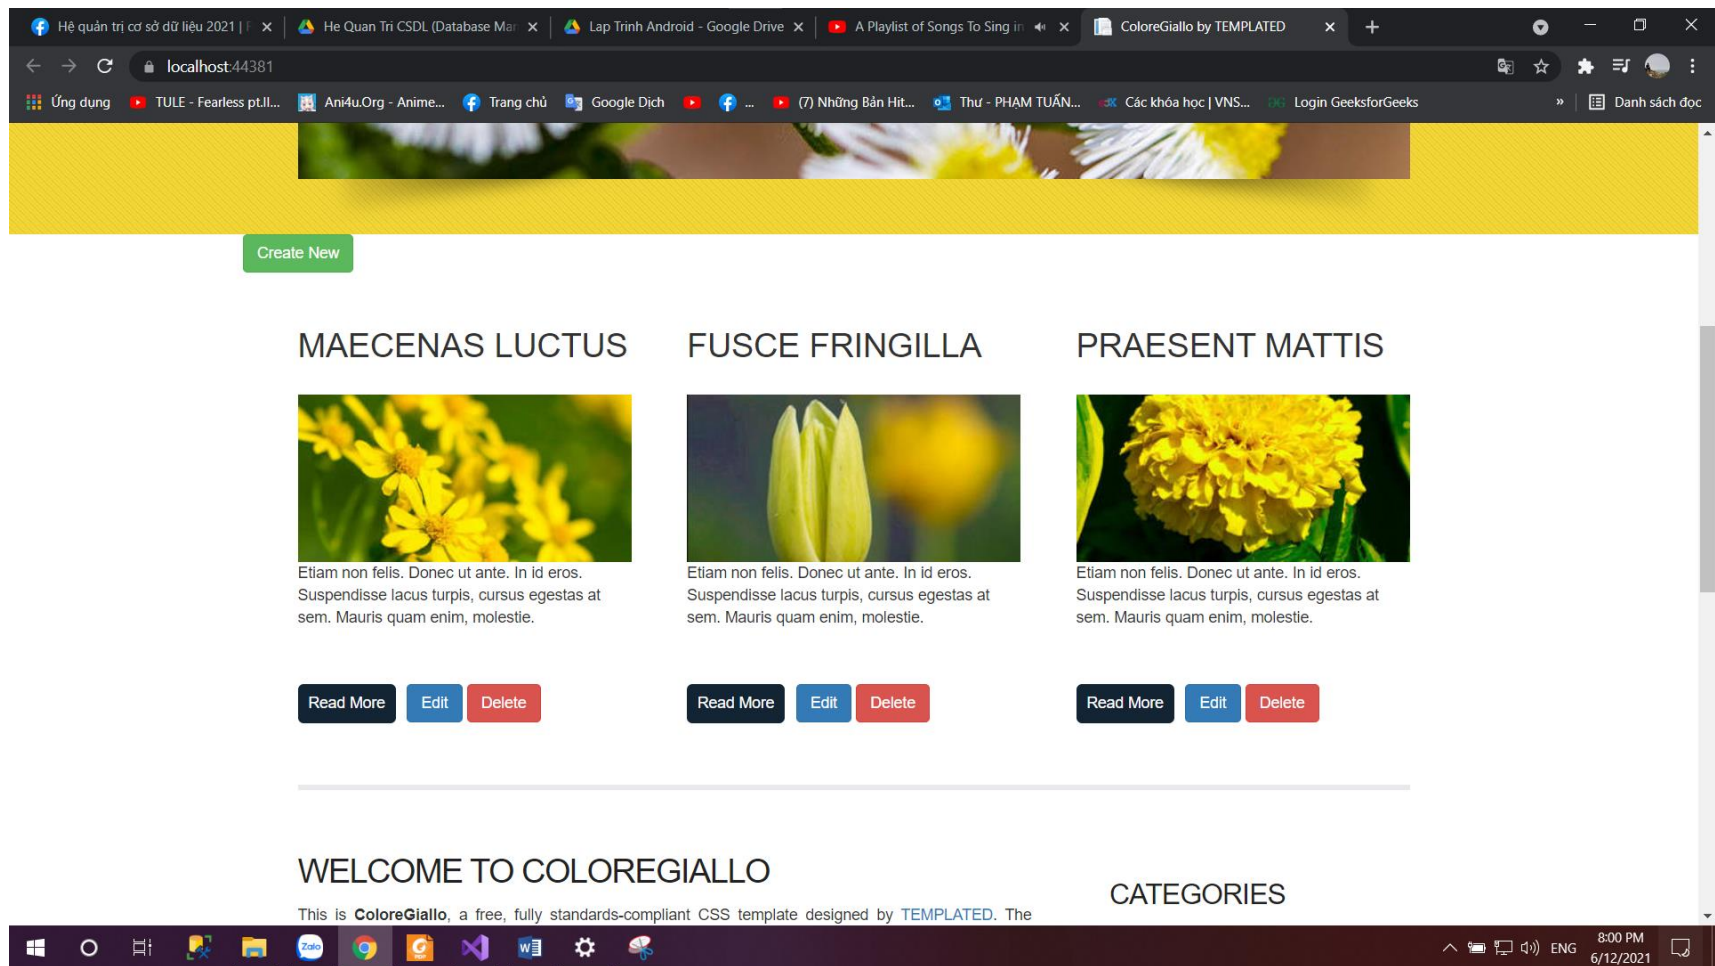 Hệ quản trị cơ sở dữ liệu 2021 |
He Quan Tri CSDL (Database Mar
Lap Trinh Android - Google Drive
A Playlist of Songs To Sing in
ColoreGiallo by TEMPLATED
localhost:44381
Ứng dụng
TULE - Fearless pt.II...
Ani4u.Org - Anime...
Trang chủ
Google Dịch
...
(7) Những Bản Hit...
Thư - PHẠM TUẤN...
Các khóa học | VNS...
Login GeeksforGeeks
»
Danh sách đọc
Create New
MAECENAS LUCTUS
FUSCE FRINGILLA
PRAESENT MATTIS
Etiam non felis. Donec ut ante. In id eros.
Suspendisse lacus turpis, cursus egestas at
sem. Mauris quam enim, molestie.
Etiam non felis. Donec ut ante. In id eros.
Suspendisse lacus turpis, cursus egestas at
sem. Mauris quam enim, molestie.
Etiam non felis. Donec ut ante. In id eros.
Suspendisse lacus turpis, cursus egestas at
sem. Mauris quam enim, molestie.
Read More Edit Delete
Read More Edit Delete
Read More Edit Delete
WELCOME TO COLOREGIALLO
This is ColoreGiallo, a free, fully standards-compliant CSS template designed by TEMPLATED. The
CATEGORIES
Zalo
ENG
8:00 PM
6/12/2021